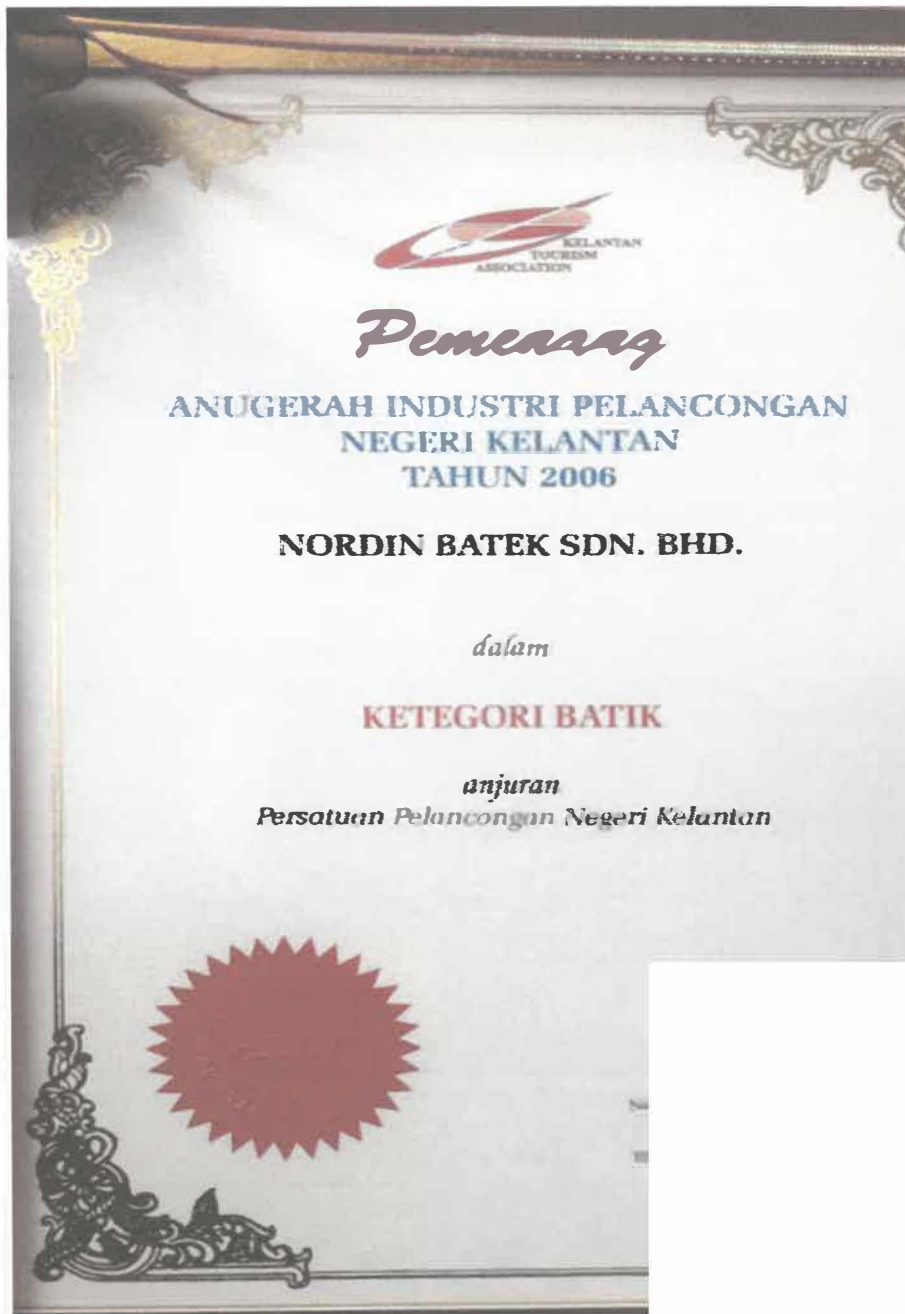 KELANTAN
TOURISM
ASSOCIATION
Pemenang
ANUGERAH INDUSTRI PELANCONGAN
NEGERI KELANTAN
TAHUN 2006
NORDIN BATEK SDN. BHD.
dalam
KETEGORI BATIK
anjuran
Persatuan Pelancongan Negeri Kelantan